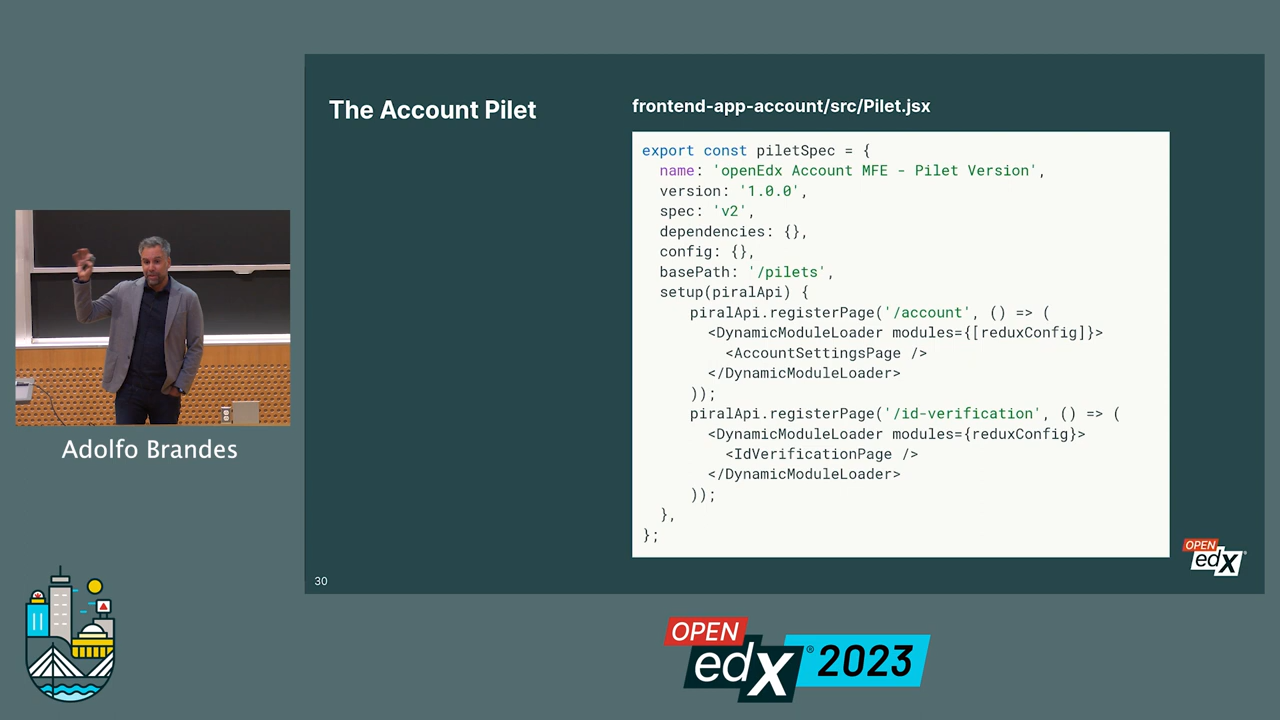 The Account Pilet
frontend-app-account/src/Pilet.jsx
export const piletSpec = {
  name: 'openEdx Account MFE - Pilet Version',
  version: '1.0.0',
  spec: 'v2',
  dependencies: {},
  config: {},
  basePath: '/pilets',
  setup(piralApi) {
      piralApi.registerPage('/account', () => (
        <DynamicModuleLoader modules={[reduxConfig]}>
          <AccountSettingsPage />
        </DynamicModuleLoader>
      ));
      piralApi.registerPage('/id-verification', () => (
        <DynamicModuleLoader modules={reduxConfig}>
          <IdVerificationPage />
        </DynamicModuleLoader>
      ));
  },
};
Adolfo Brandes
30
OPEN
edX
OPEN
edX® 2023